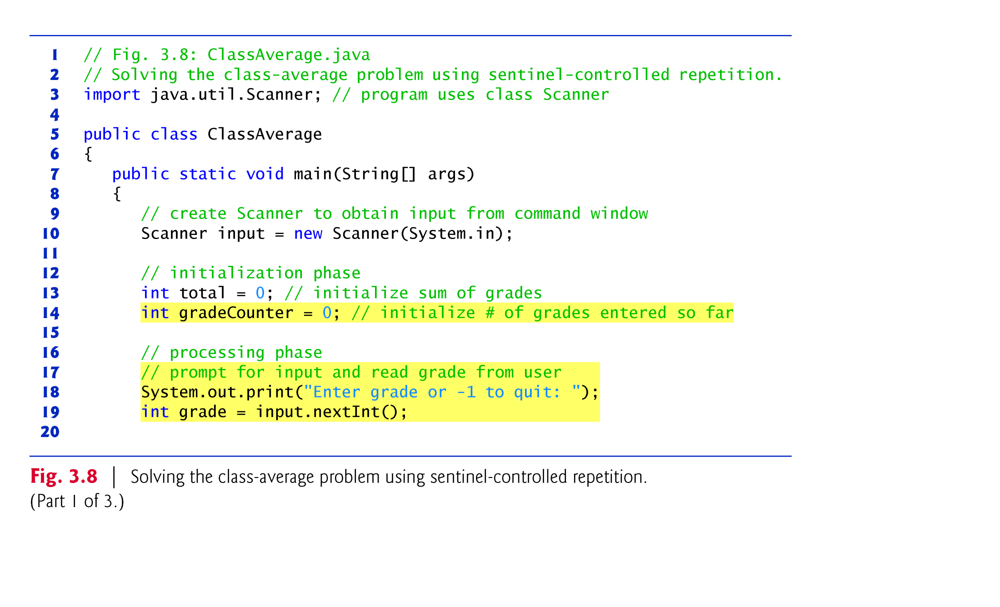 1 // Fig. 3.8: ClassAverage.java
2 // Solving the class-average problem using sentinel-controlled repetition.
3 import java.util.Scanner; // program uses class Scanner
4
5 public class ClassAverage
6 {
7    public static void main(String[] args)
8    {
9       // create Scanner to obtain input from command window
10       Scanner input = new Scanner(System.in);
11
12       // initialization phase
13       int total = 0; // initialize sum of grades
14       int gradeCounter = 0; // initialize # of grades entered so far
15
16       // processing phase
17       // prompt for input and read grade from user
18       System.out.print("Enter grade or -1 to quit: ");
19       int grade = input.nextInt();
20
Fig. 3.8 | Solving the class-average problem using sentinel-controlled repetition.
(Part 1 of 3.)